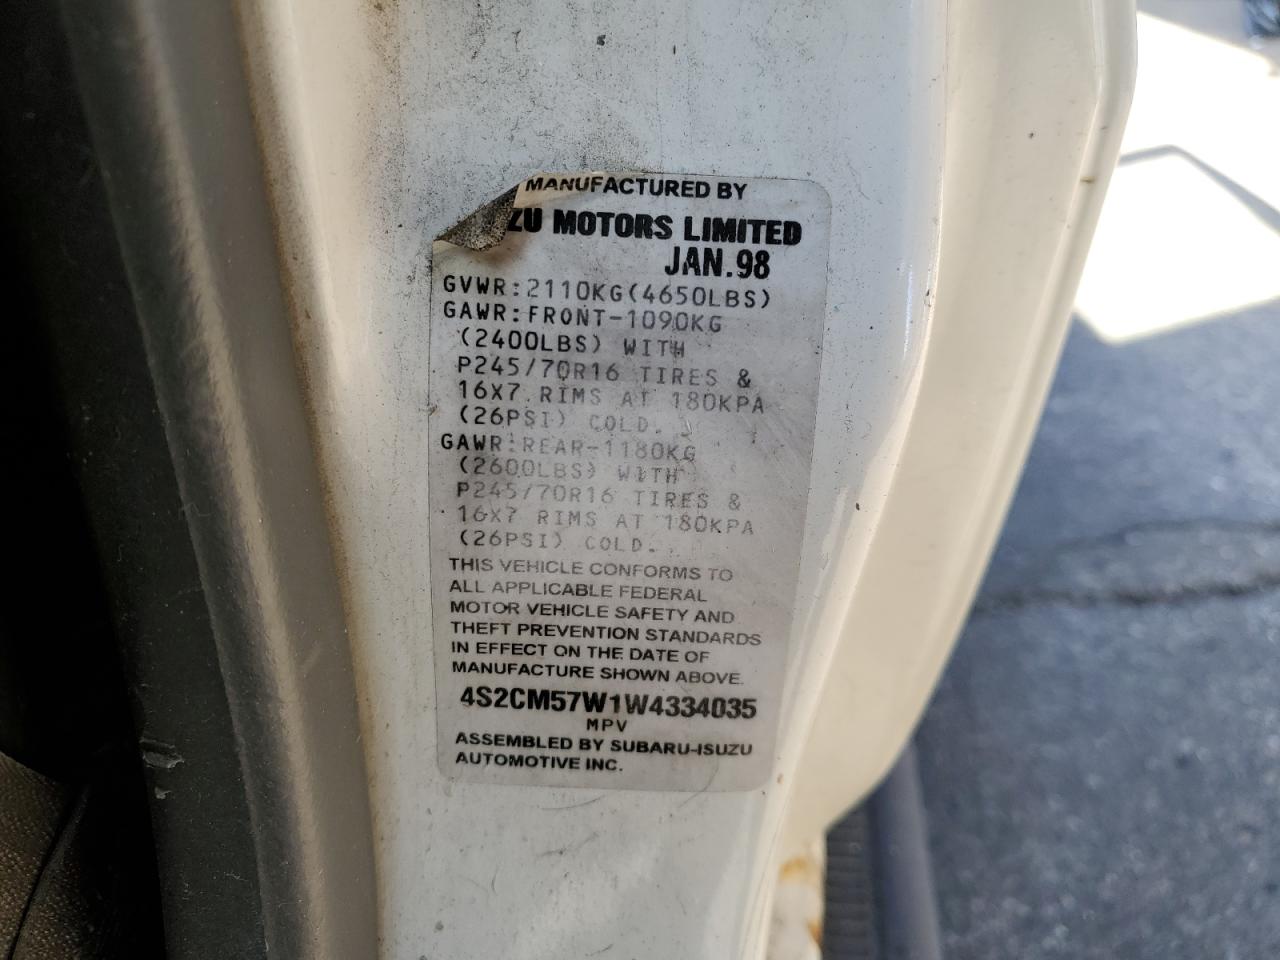 MANUFACTURED BY
ZU MOTORS LIMITED
JAN.98
GVWR:2110KG(4650LBS)
GAWR:FRONT-1090KG
(2400LBS) WITH
P245/70R16 TIRES &
16X7 RIMS AT 180KPA
(26PSI) COLD.
GAWR:REAR-1180KG
(2600LBS) WITH
P245/70R16 TIRES &
16X7 RIMS AT 180KPA
(26PSI) COLD.
THIS VEHICLE CONFORMS TO
ALL APPLICABLE FEDERAL
MOTOR VEHICLE SAFETY AND
THEFT PREVENTION STANDARDS
IN EFFECT ON THE DATE OF
MANUFACTURE SHOWN ABOVE.
4S2CM57W1W4334035
MPV
ASSEMBLED BY SUBARU-ISUZU
AUTOMOTIVE INC.